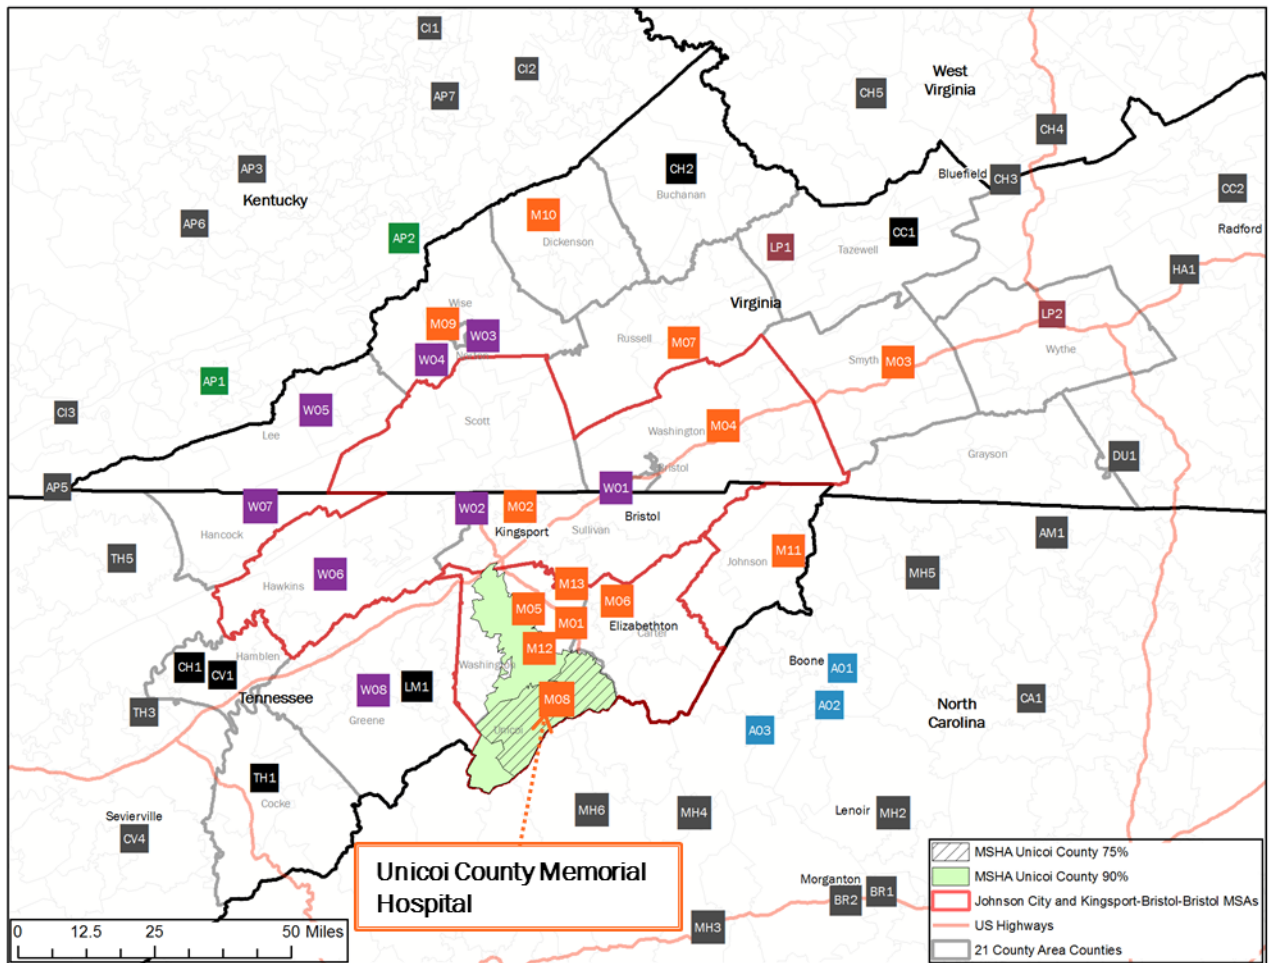 CI1
CI2
AP7
CH5
West
Virginia
CH4
AP3
CH2
Buchanan
Bluefield
CH3
CC2
Kentucky
AP6
M10
Dickenson
AP2
LP1
CC1
Tazewell
Radford
HA1
Wise
Virginia
M09
W03
LP2
W04
Russell
M07
Wythe
Smyth
M03
AP1
CI3
W05
Scott
Lee
Washington
M04
Grayson
DU1
Bristol
AP5
W01
W07
W02
M02
Bristol
Kingsport
Sullivan
Hancock
AM1
TH5
Johnson
M11
W06
Hawkins
M13
MH5
M05
M06
M01
Elizabethton
Carter
M12
Hamblen
CH1
CV1
Washington
Boone
AO1
Tennessee
W08
LM1
M08
AO2
CA1
TH3
Greene
North
Carolina
Unicoi
AO3
TH1
Cocke
Sevierville
CV4
MH6
MH4
Lenoir
MH2
Unicoi County Memorial
Hospital
Morganton
BR2
BR1
MH3
MSHA Unicoi County 75%
MSHA Unicoi County 90%
Johnson City and Kingsport-Bristol-Bristol MSAs
US Highways
21 County Area Counties
0 12.5 25 50 Miles